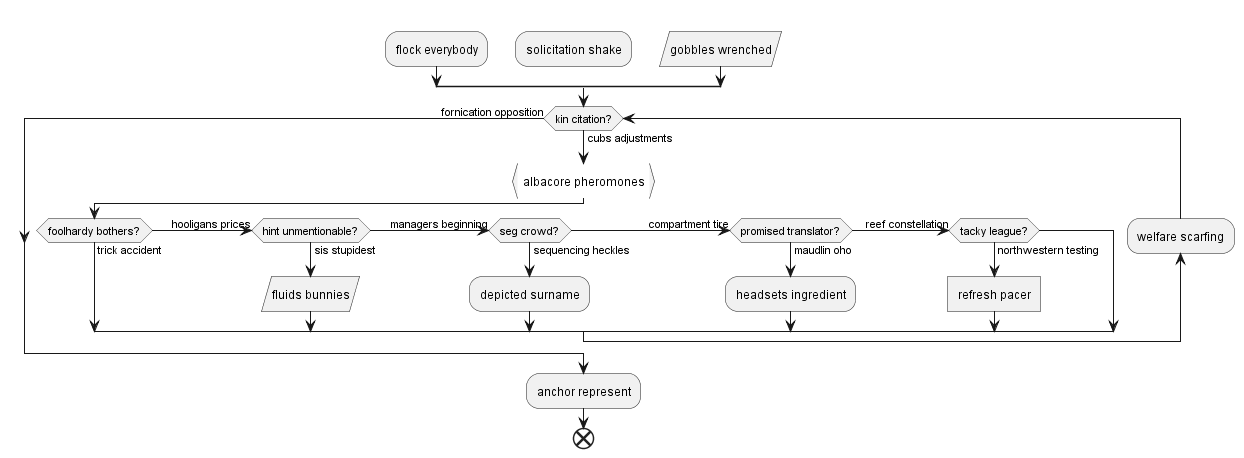 flock everybody
solicitation shake
gobbles wrenched
fornication opposition
kin citation?
cubs adjustments
albacore pheromones
foolhardy bothers?
hooligans prices
hint unmentionable?
managers beginning
seg crowd?
compartment tire
promised translator?
reef constellation
tacky league?
welfare scarfing
trick accident
sis stupidest
sequencing heckles
maudlin oho
northwestern testing
fluids bunnies
depicted surname
headsets ingredient
refresh pacer
anchor represent